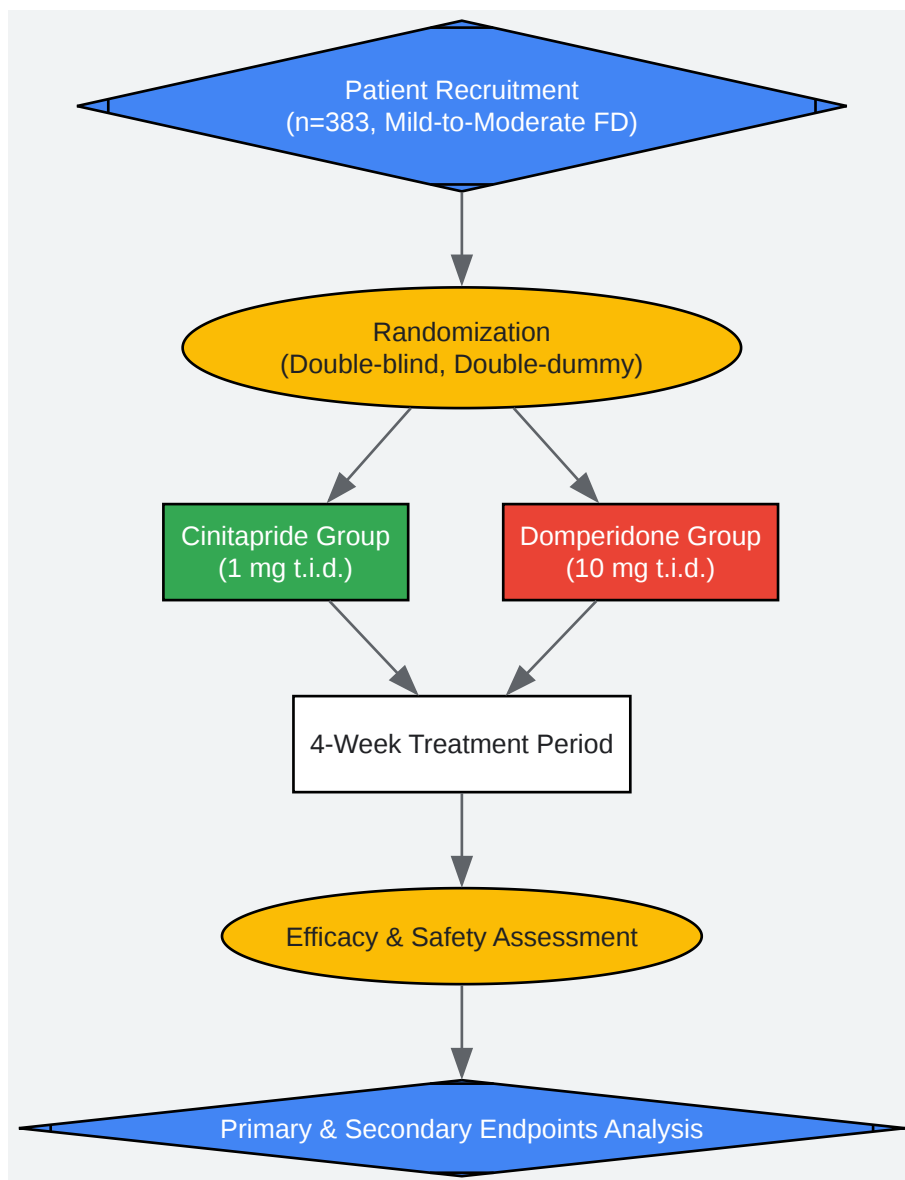 Patient Recruitment
(n=383, Mild-to-Moderate FD)
Randomization
(Double-blind, Double-dummy)
Cinitapride Group
(1 mg t.i.d.)
Domperidone Group
(10 mg t.i.d.)
4-Week Treatment Period
Efficacy & Safety Assessment
Primary & Secondary Endpoints Analysis